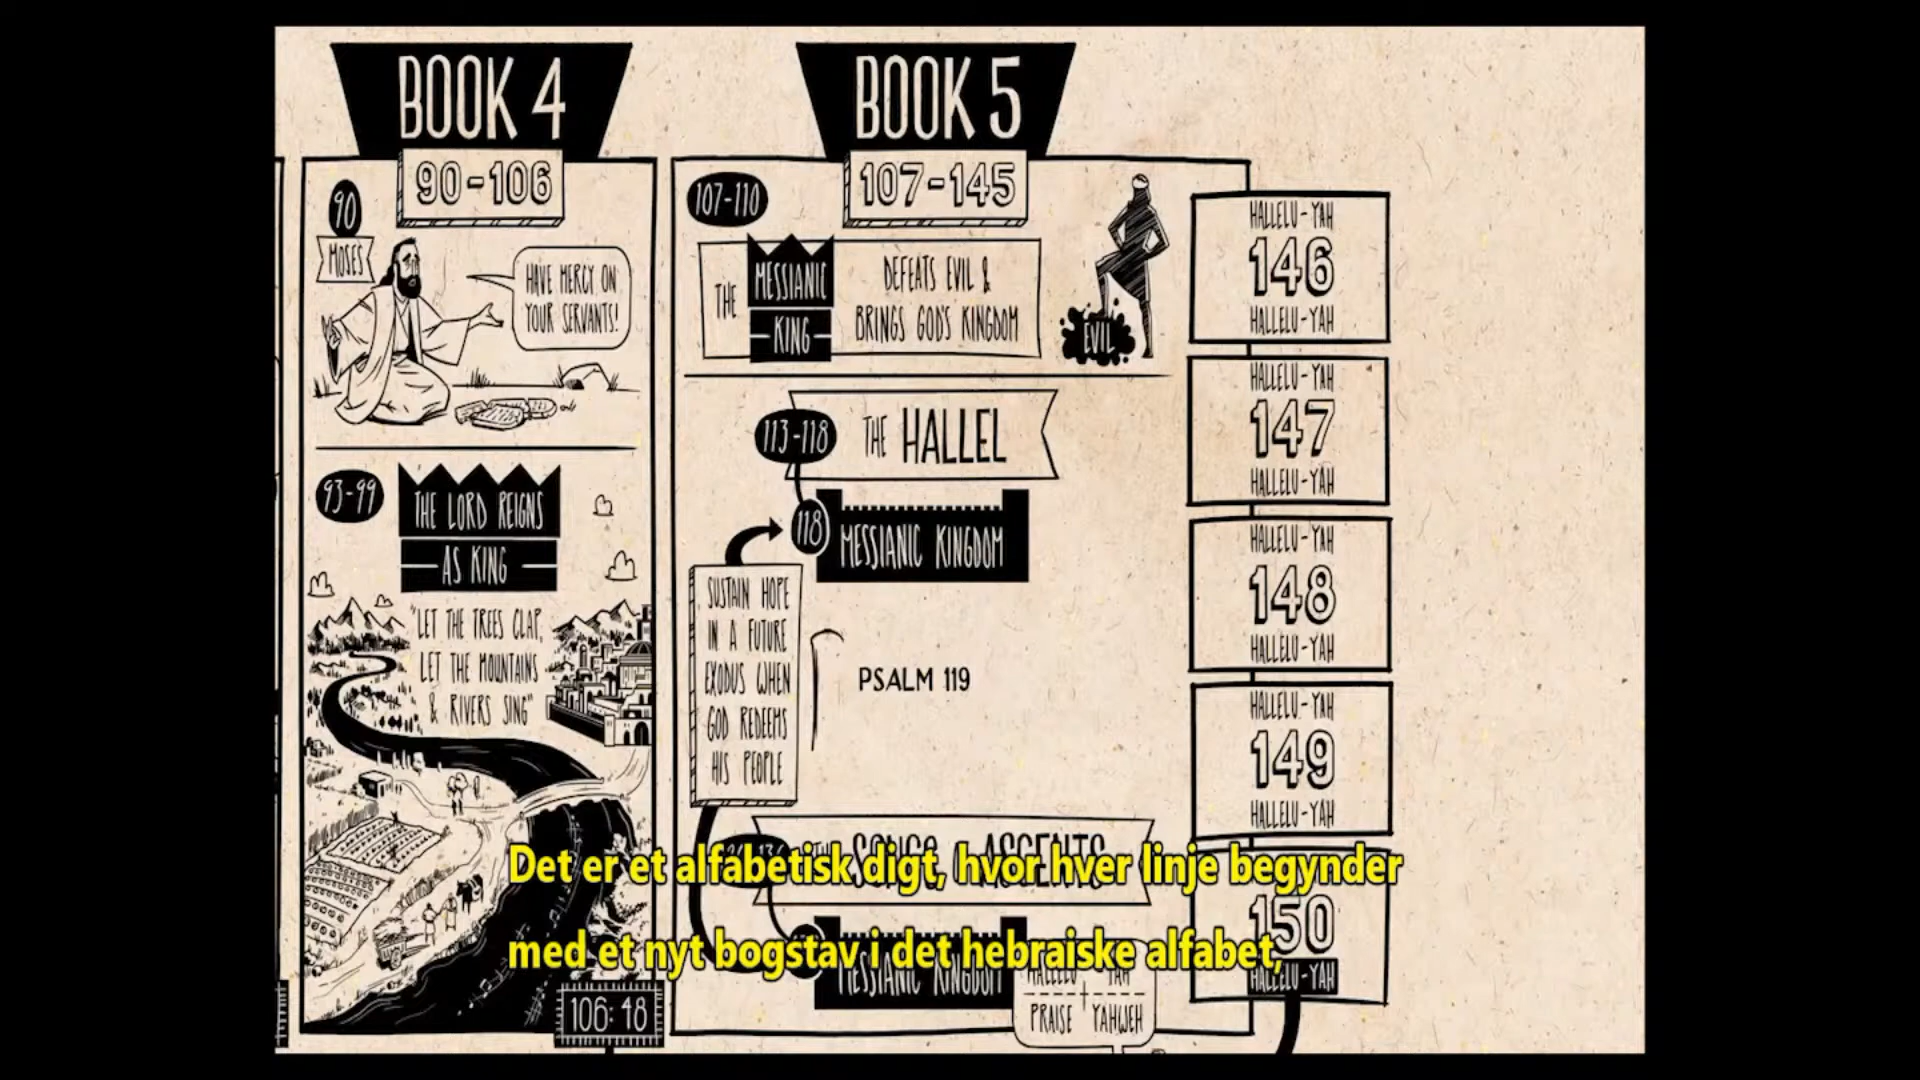 BOOK 4
90-106
90
MOSES
HAVE MERCY ON
YOUR SERVANTS!
93-99
THE LORD REIGNS
AS KING
"LET THE TREES CLAP,
LET THE MOUNTAINS
& RIVERS SING"
106:48
BOOK 5
107-145
107-110
THE
MESSIANIC
KING
DEFEATS EVIL &
BRINGS GOD'S KINGDOM
EVIL
113-118
THE HALLEL
118
MESSIANIC KINGDOM
SUSTAIN HOPE
IN A FUTURE
EXODUS WHEN
GOD REDEEMS
HIS PEOPLE
PSALM 119
SONGS ASCENTS
MESSIANIC KINGDOM
HALLELU YAH
PRAISE YAHWEH
HALLELU-YAH
146
HALLELU-YAH
HALLELU-YAH
147
HALLELU-YAH
HALLELU-YAH
148
HALLELU-YAH
HALLELU-YAH
149
HALLELU-YAH
150
HALLELU-YAH
Det er et alfabetisk digt, hvor hver linje begynder
med et nyt bogstav i det hebraiske alfabet,